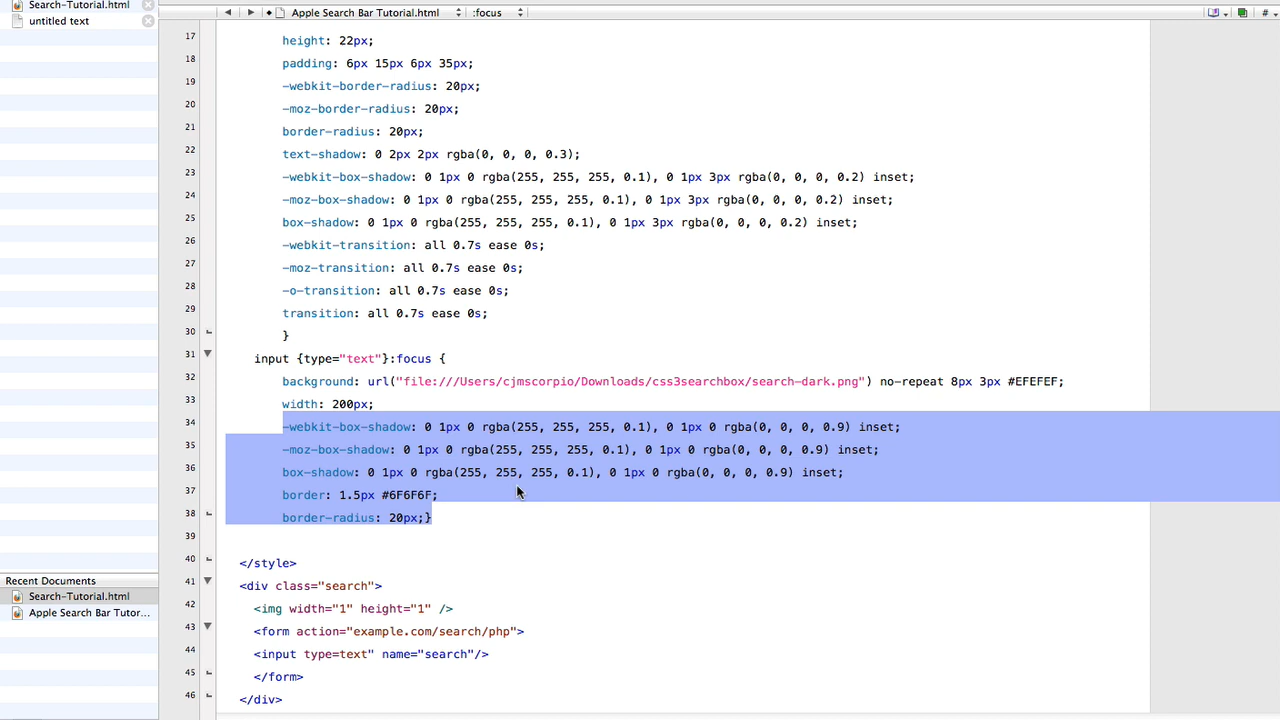 Search-Tutorial.html
untitled text
Apple Search Bar Tutorial.html :focus #
17 height: 22px;
18 padding: 6px 15px 6px 35px;
19 -webkit-border-radius: 20px;
20 -moz-border-radius: 20px;
21 border-radius: 20px;
22 text-shadow: 0 2px 2px rgba(0, 0, 0, 0.3);
23 -webkit-box-shadow: 0 1px 0 rgba(255, 255, 255, 0.1), 0 1px 3px rgba(0, 0, 0, 0.2) inset;
24 -moz-box-shadow: 0 1px 0 rgba(255, 255, 255, 0.1), 0 1px 3px rgba(0, 0, 0, 0.2) inset;
25 box-shadow: 0 1px 0 rgba(255, 255, 255, 0.1), 0 1px 3px rgba(0, 0, 0, 0.2) inset;
26 -webkit-transition: all 0.7s ease 0s;
27 -moz-transition: all 0.7s ease 0s;
28 -o-transition: all 0.7s ease 0s;
29 transition: all 0.7s ease 0s;
30 }
31 input {type="text"}:focus {
32 background: url("file:///Users/cjmscorpio/Downloads/css3searchbox/search-dark.png") no-repeat 8px 3px #EFEFEF;
33 width: 200px;
34 -webkit-box-shadow: 0 1px 0 rgba(255, 255, 255, 0.1), 0 1px 0 rgba(0, 0, 0, 0.9) inset;
35 -moz-box-shadow: 0 1px 0 rgba(255, 255, 255, 0.1), 0 1px 0 rgba(0, 0, 0, 0.9) inset;
36 box-shadow: 0 1px 0 rgba(255, 255, 255, 0.1), 0 1px 0 rgba(0, 0, 0, 0.9) inset;
37 border: 1.5px #6F6F6F;
38 border-radius: 20px;}
39
40 </style>
41 <div class="search">
42 <img width="1" height="1" />
43 <form action="example.com/search/php">
44 <input type=text" name="search"/>
45 </form>
46 </div>
Recent Documents
Search-Tutorial.html
Apple Search Bar Tutor...